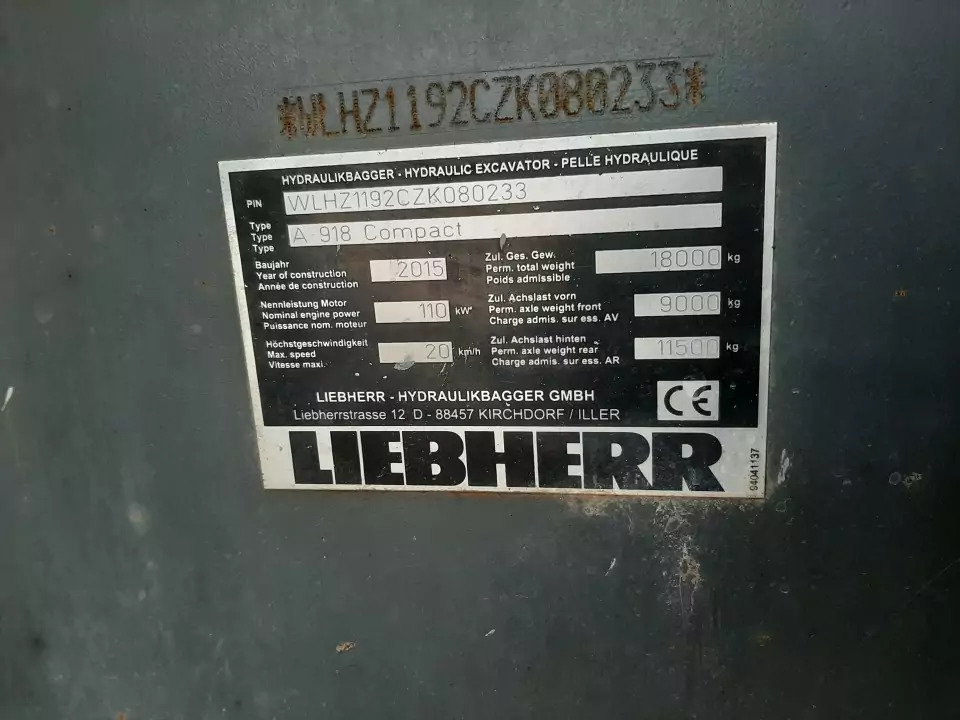 *WLHZ1192CZK080233*
HYDRAULIKBAGGER - HYDRAULIC EXCAVATOR - PELLE HYDRAULIQUE
PIN WLHZ1192CZK080233
Type
Type A 918 Compact
Type
Baujahr
Year of construction 2015
Année de construction
Nennleistung Motor
Nominal engine power 110 kW
Puissance nom. moteur
Höchstgeschwindigkeit
Max. speed 20 km/h
Vitesse maxi.
Zul. Ges. Gew.
Perm. total weight 18000 kg
Poids admissible
Zul. Achslast vorn
Perm. axle weight front 9000 kg
Charge admis. sur ess. AV
Zul. Achslast hinten
Perm. axle weight rear 11500 kg
Charge admis. sur ess. AR
LIEBHERR - HYDRAULIKBAGGER GMBH
Liebherrstrasse 12 D - 88457 KIRCHDORF / ILLER
CE
LIEBHERR
94041137